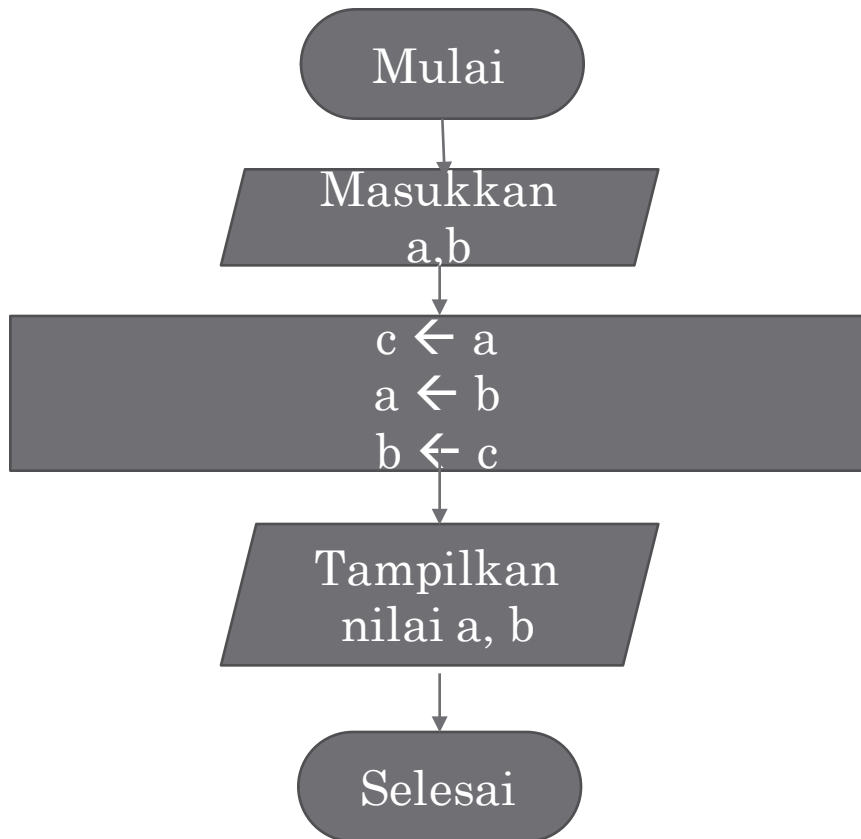 Mulai
Masukkan
a,b
c ← a
a ← b
b ← c
Tampilkan
nilai a, b
Selesai